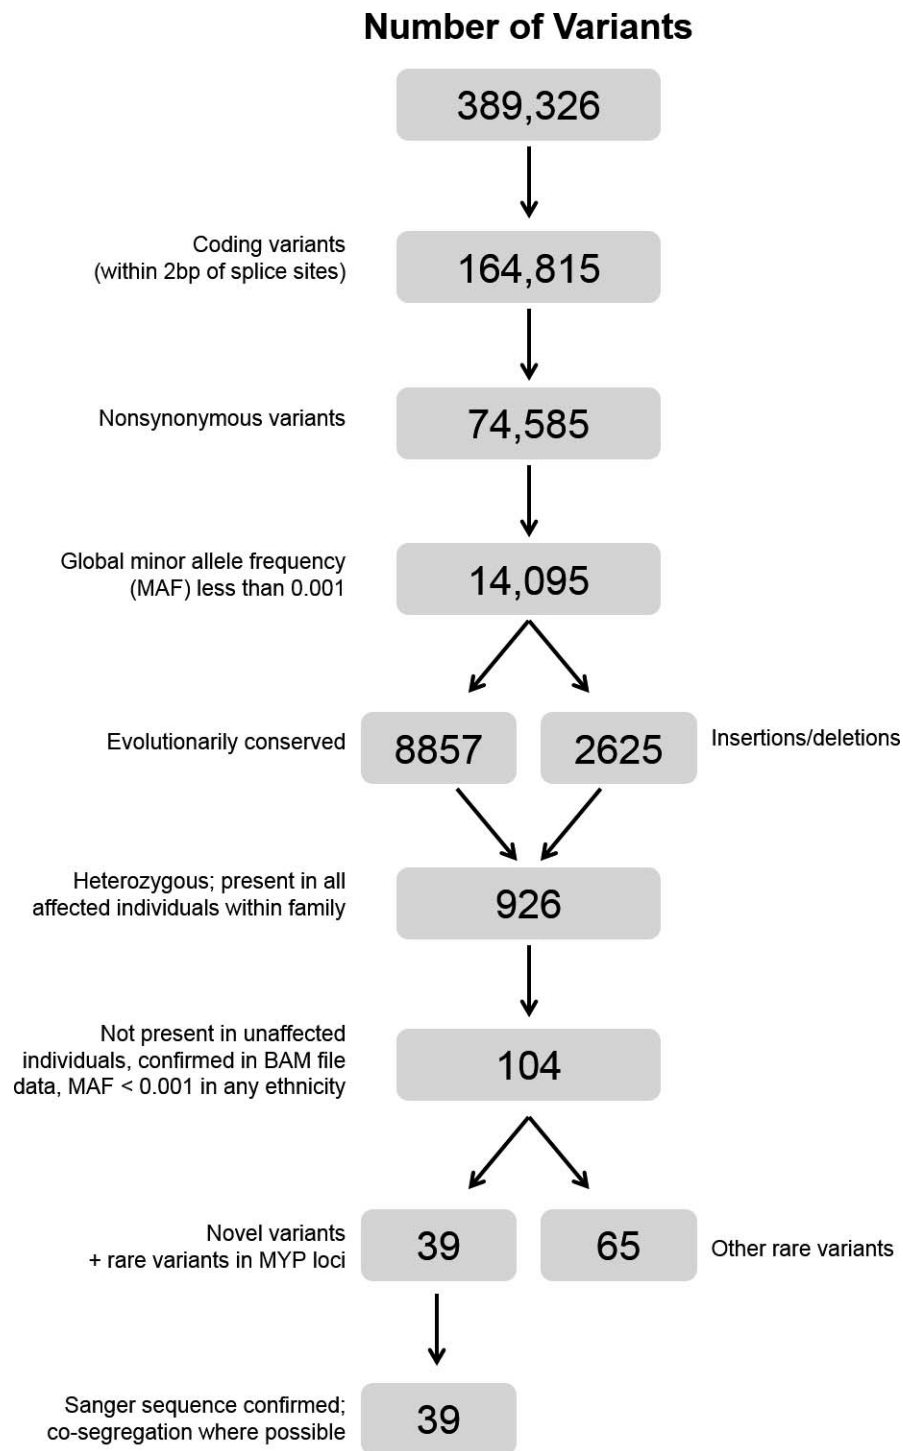 Number of Variants
389,326
Coding variants
(within 2bp of splice sites)
164,815
Nonsynonymous variants
74,585
Global minor allele frequency
(MAF) less than 0.001
14,095
Evolutionarily conserved
8857
2625
Insertions/deletions
Heterozygous; present in all
affected individuals within family
926
Not present in unaffected
individuals, confirmed in BAM file
data, MAF < 0.001 in any ethnicity
104
Novel variants
+ rare variants in MYP loci
39
65
Other rare variants
Sanger sequence confirmed;
co-segregation where possible
39